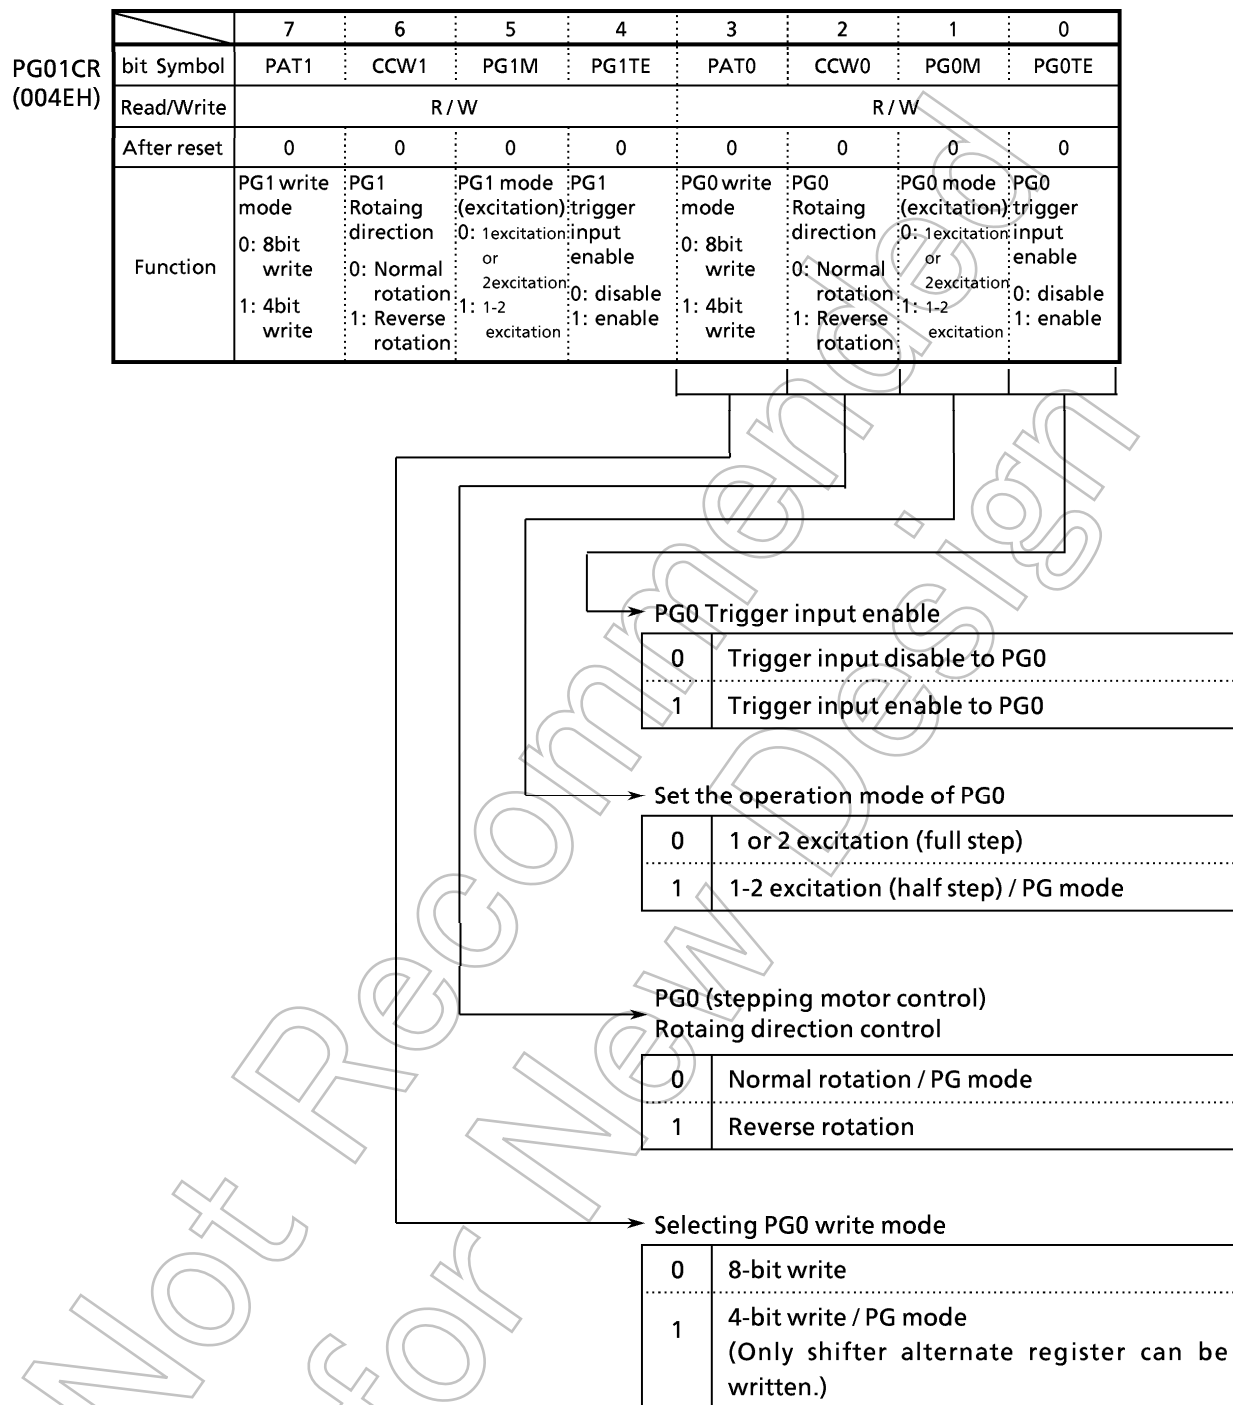 7 6 5 4 3 2 1 0
PG01CR
(004EH)
bit Symbol PAT1 CCW1 PG1M PG1TE PAT0 CCW0 PG0M PG0TE
Read/Write R / W R / W
After reset 0 0 0 0 0 0 0 0
Function
PG1 write
mode
0: 8bit
write
1: 4bit
write
PG1
Rotaing
direction
0: Normal
rotation
1: Reverse
rotation
PG1 mode
(excitation)
0: 1excitation
or
2excitation
1: 1-2
excitation
PG1
trigger
input
enable
0: disable
1: enable
PG0 write
mode
0: 8bit
write
1: 4bit
write
PG0
Rotaing
direction
0: Normal
rotation
1: Reverse
rotation
PG0 mode
(excitation)
0: 1excitation
or
2excitation
1: 1-2
excitation
PG0
trigger
input
enable
0: disable
1: enable
PG0 Trigger input enable
0 Trigger input disable to PG0
1 Trigger input enable to PG0
Set the operation mode of PG0
0 1 or 2 excitation (full step)
1 1-2 excitation (half step) / PG mode
PG0 (stepping motor control)
Rotaing direction control
0 Normal rotation / PG mode
1 Reverse rotation
Selecting PG0 write mode
0 8-bit write
1 4-bit write / PG mode
(Only shifter alternate register can be
written.)
Not Recommended
for New Design